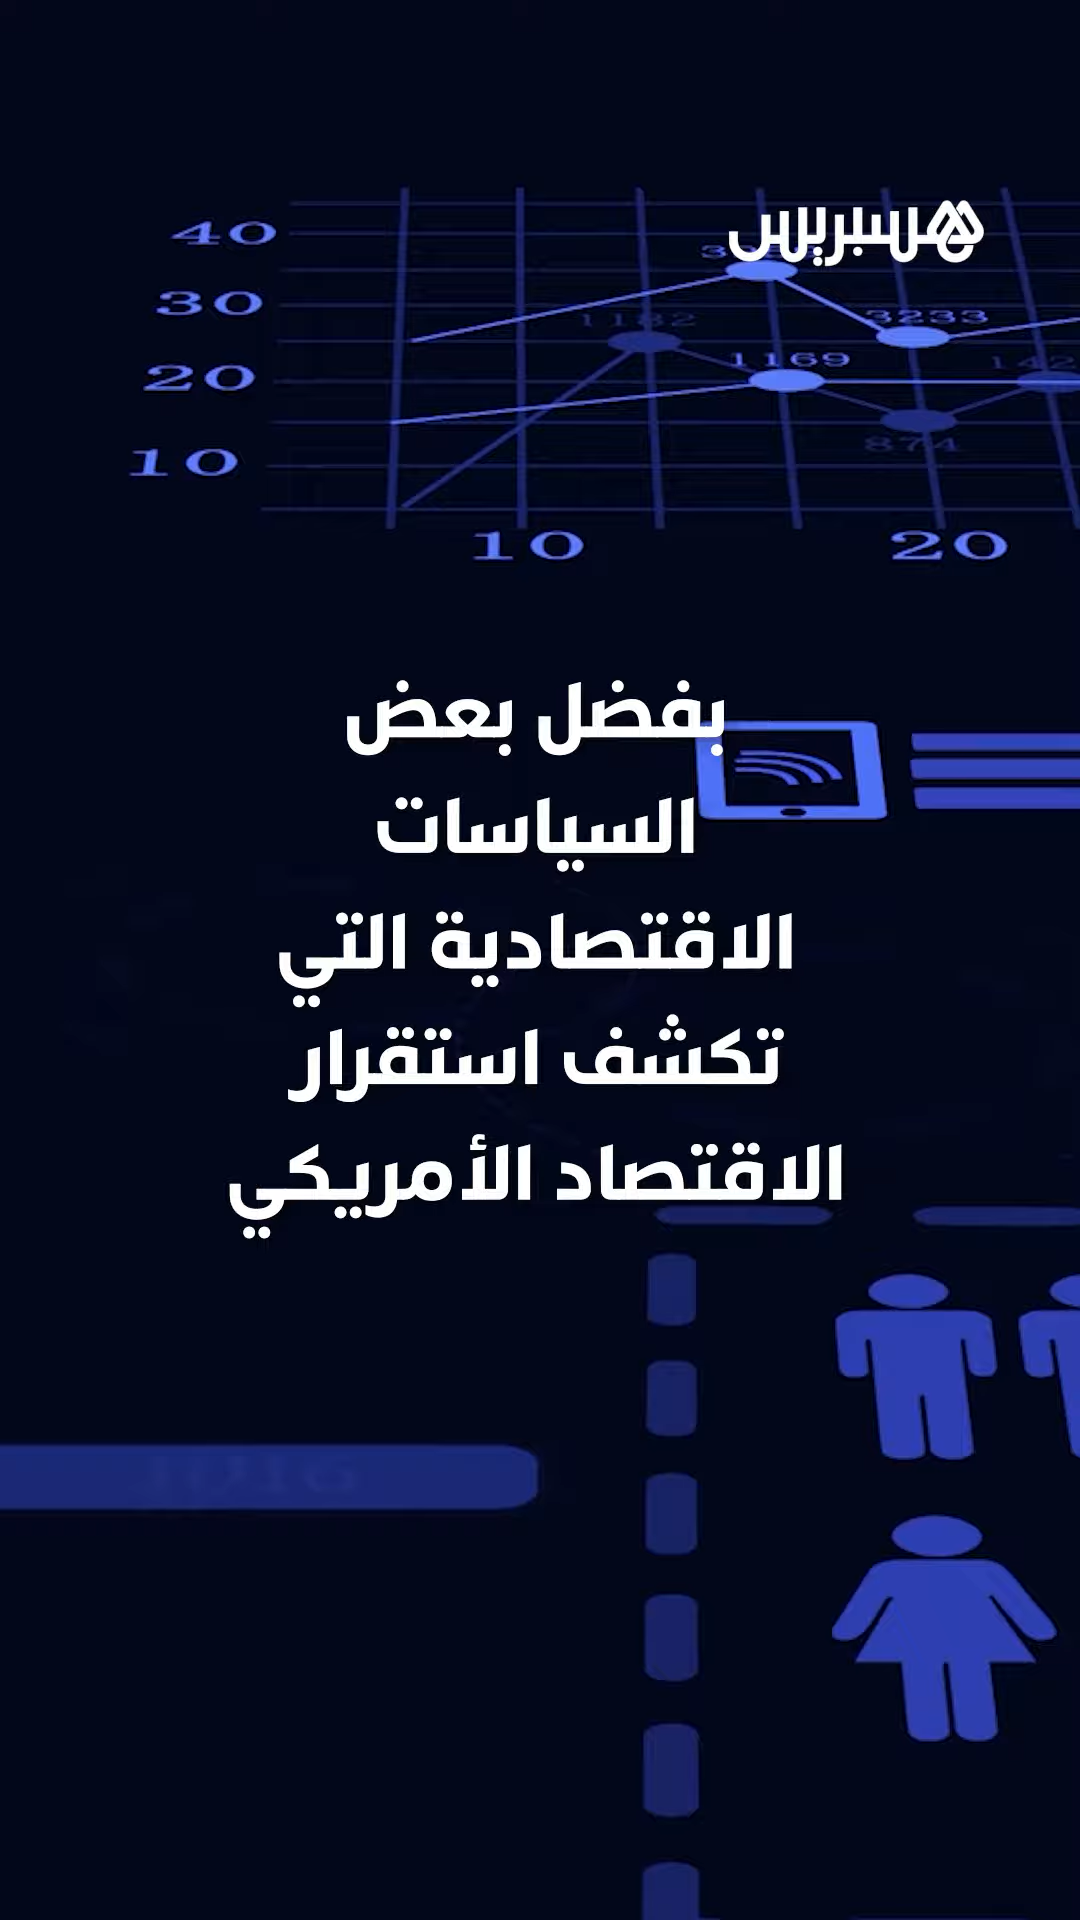 هسبريس
40
30
1182
3233
1169
20
874
10
10
20
بفضل بعض
السياسات
الاقتصادية التي
تكشف استقرار
الاقتصاد الأمريكي